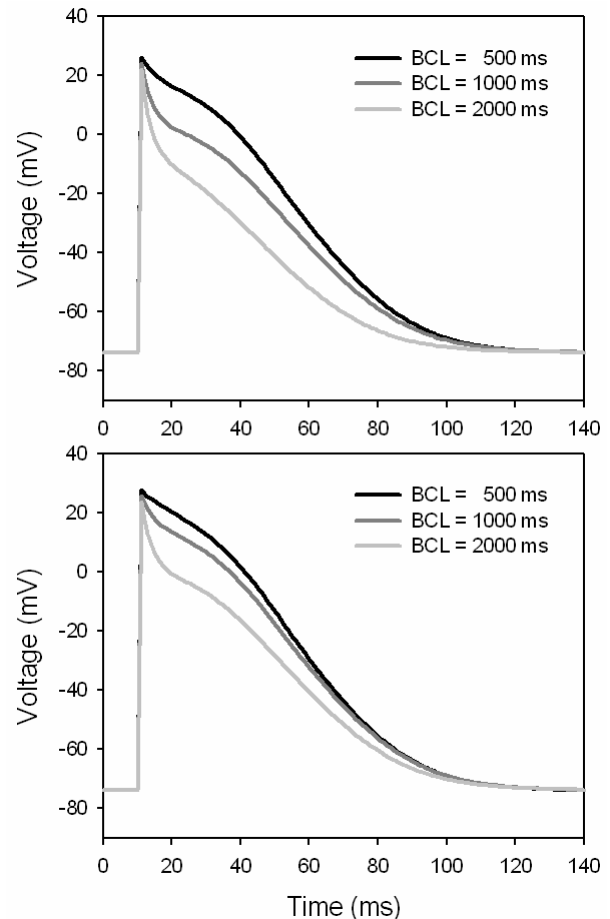 40
20
0
-20
-40
-60
-80
Voltage (mV)
BCL = 500 ms
BCL = 1000 ms
BCL = 2000 ms
0 20 40 60 80 100 120 140
40
20
0
-20
-40
-60
-80
Voltage (mV)
BCL = 500 ms
BCL = 1000 ms
BCL = 2000 ms
0 20 40 60 80 100 120 140
Time (ms)